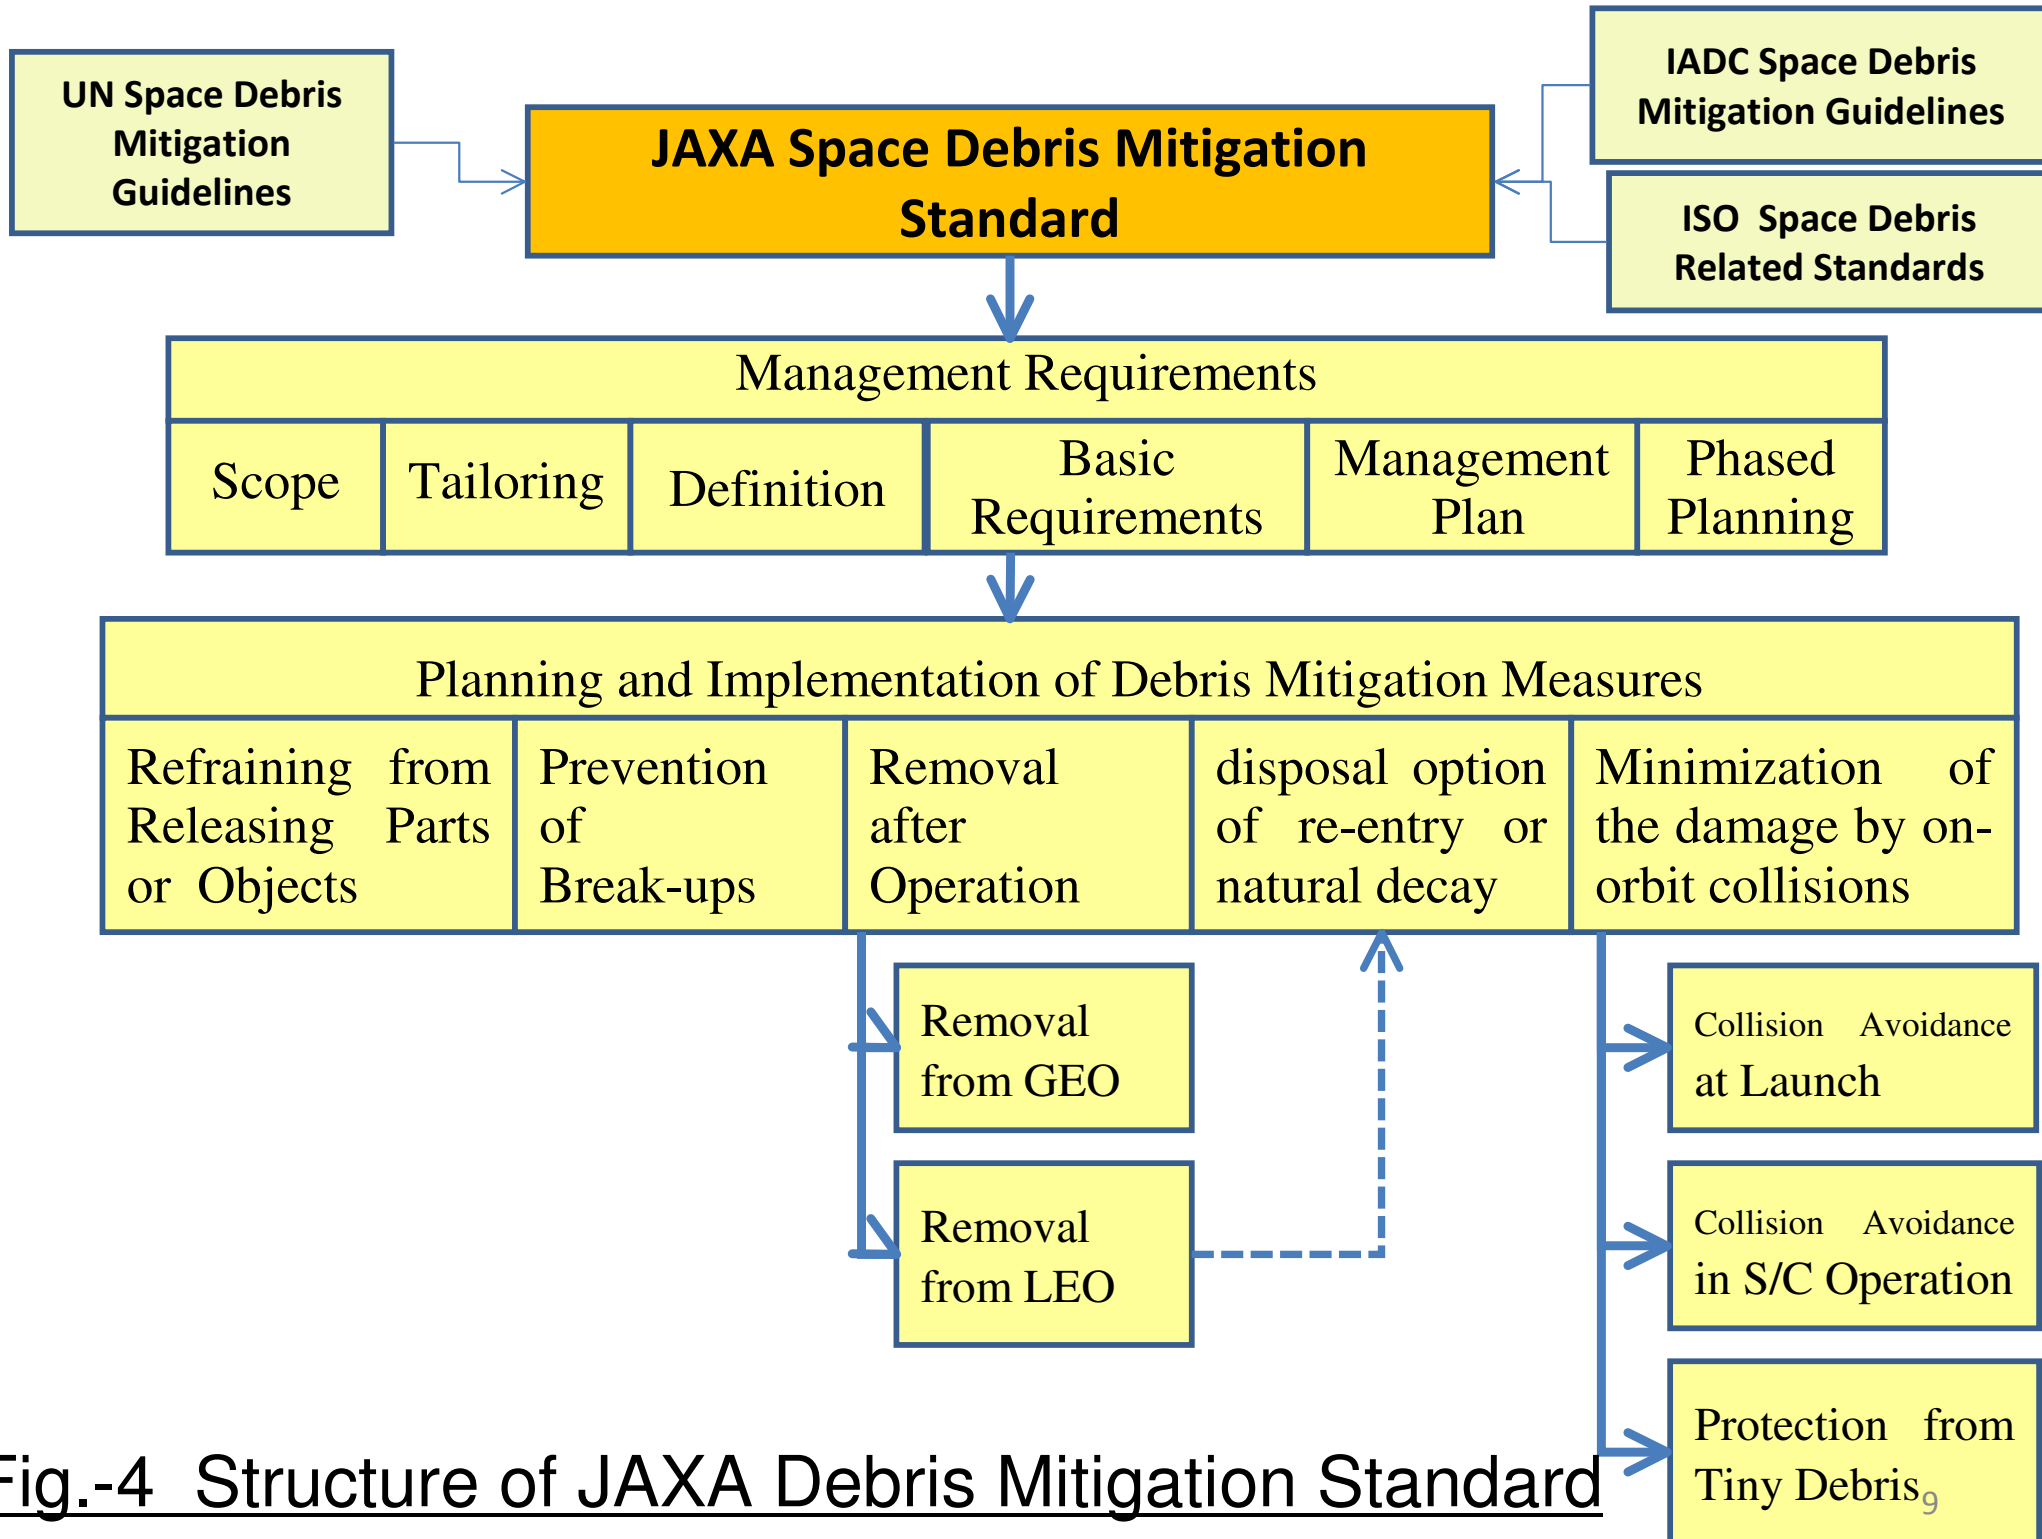 UN Space Debris
Mitigation
Guidelines
JAXA Space Debris Mitigation
Standard
IADC Space Debris
Mitigation Guidelines
ISO Space Debris
Related Standards
Management Requirements
Scope
Tailoring
Definition
Basic
Requirements
Management
Plan
Phased
Planning
Planning and Implementation of Debris Mitigation Measures
Refraining from
Releasing Parts
or Objects
Prevention
of
Break-ups
Removal
after
Operation
disposal option
of re-entry or
natural decay
Minimization of
the damage by on-
orbit collisions
Removal
from GEO
Removal
from LEO
Collision Avoidance
at Launch
Collision Avoidance
in S/C Operation
Protection from
Tiny Debris
Fig.-4 Structure of JAXA Debris Mitigation Standard
9